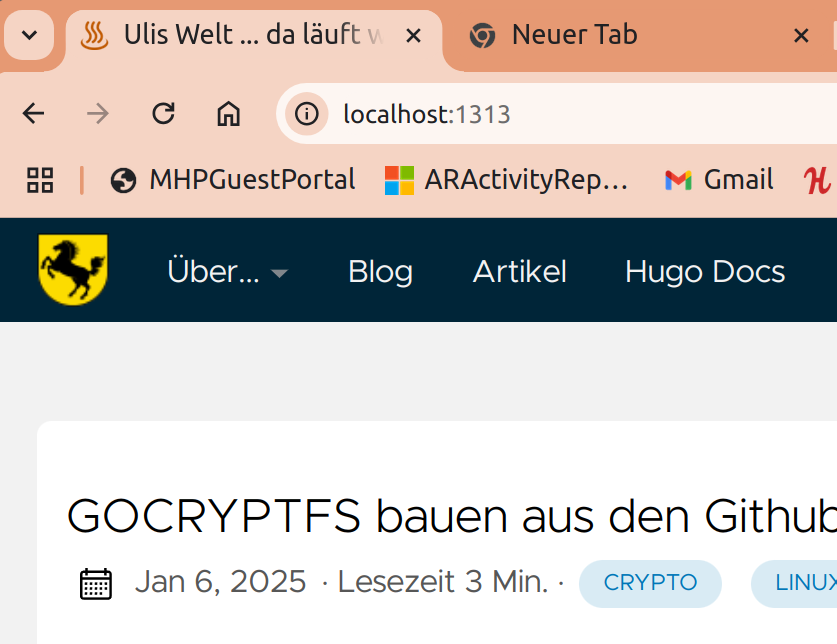 Ulis Welt ... da läuft w
Neuer Tab
localhost:1313
MHPGuestPortal ARActivityRep... Gmail
Über... Blog Artikel Hugo Docs
GOCRYPTFS bauen aus den Github
Jan 6, 2025 · Lesezeit 3 Min. · CRYPTO LINUX